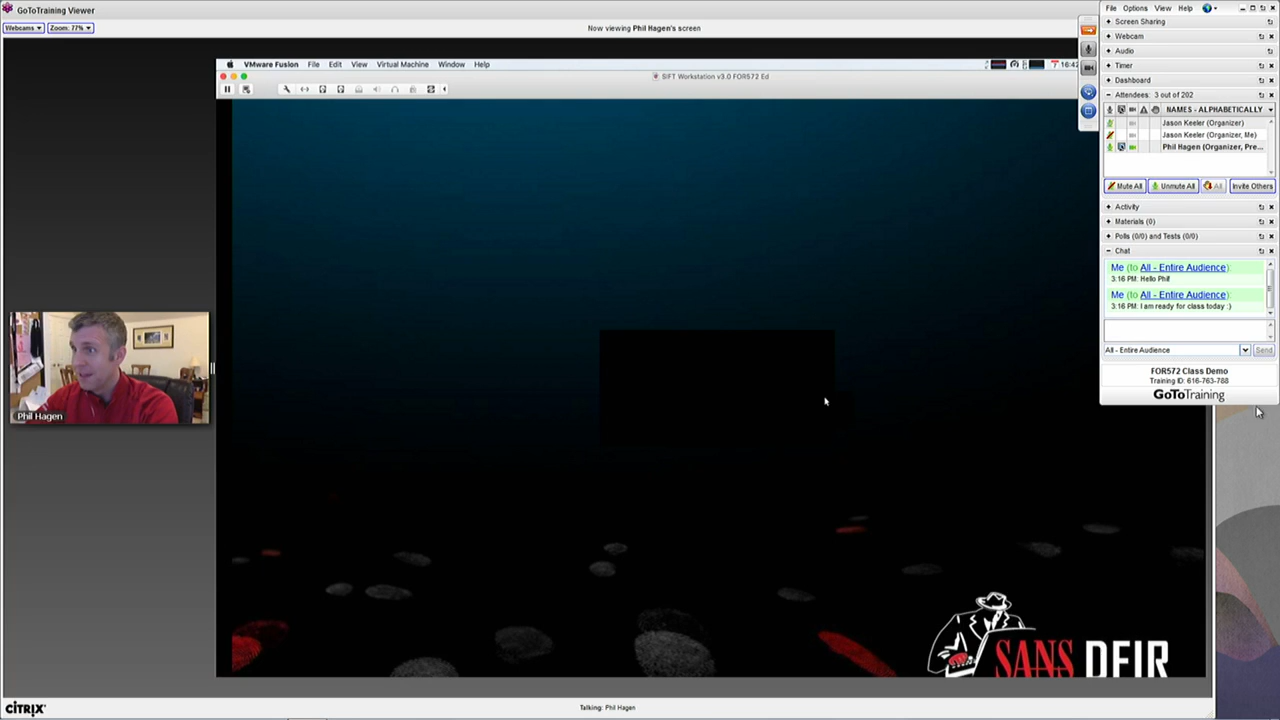 GoToTraining Viewer
Webcams
Zoom: 77%
Now viewing Phil Hagen's screen
VMware Fusion File Edit View Virtual Machine Window Help
16:42
SIFT Workstation v3.0 FOR572 Ed
Phil Hagen
SANS DFIR
CITRIX
Talking: Phil Hagen
File Options View Help
Screen Sharing
Webcam
Audio
Timer
Dashboard
Attendees: 3 out of 202
NAMES - ALPHABETICALLY
Jason Keeler (Organizer)
Jason Keeler (Organizer, Me)
Phil Hagen (Organizer, Pre...
Mute All
Unmute All
All
Invite Others
Activity
Materials (0)
Polls (0/0) and Tests (0/0)
Chat
Me (to All - Entire Audience):
3:16 PM: Hello Phil!
Me (to All - Entire Audience):
3:16 PM: I am ready for class today :)
All - Entire Audience
Send
FOR572 Class Demo
Training ID: 616-763-788
GoToTraining